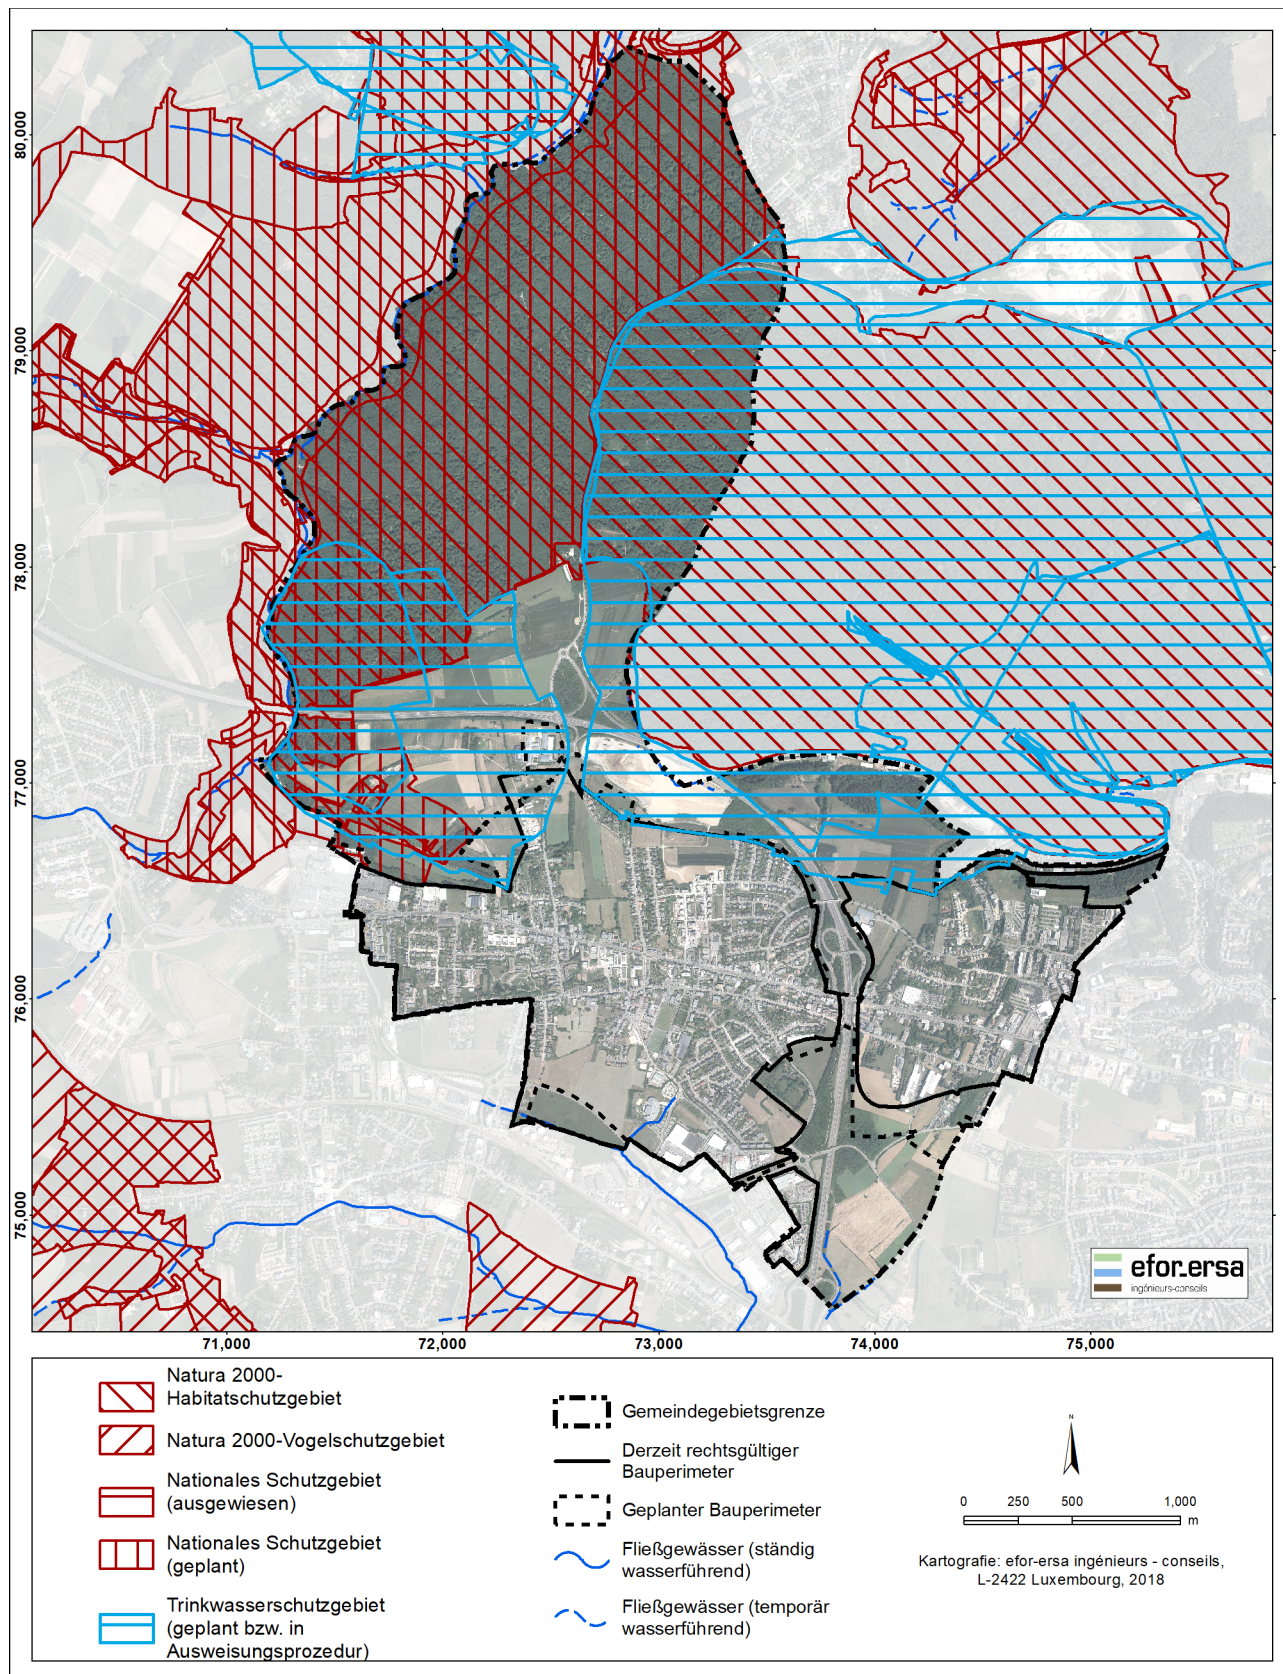 80,000
79,000
78,000
77,000
76,000
75,000
71,000
72,000
73,000
74,000
75,000
efor_ersa
ingénieurs-conseils
Natura 2000-
Habitatschutzgebiet
Natura 2000-Vogelschutzgebiet
Nationales Schutzgebiet
(ausgewiesen)
Nationales Schutzgebiet
(geplant)
Trinkwasserschutzgebiet
(geplant bzw. in
Ausweisungsprozedur)
Gemeindegebietsgrenze
Derzeit rechtsgültiger
Bauperimeter
Geplanter Bauperimeter
Fließgewässer (ständig
wasserführend)
Fließgewässer (temporär
wasserführend)
N
0 250 500 1,000
m
Kartografie: efor-ersa ingénieurs - conseils,
L-2422 Luxembourg, 2018